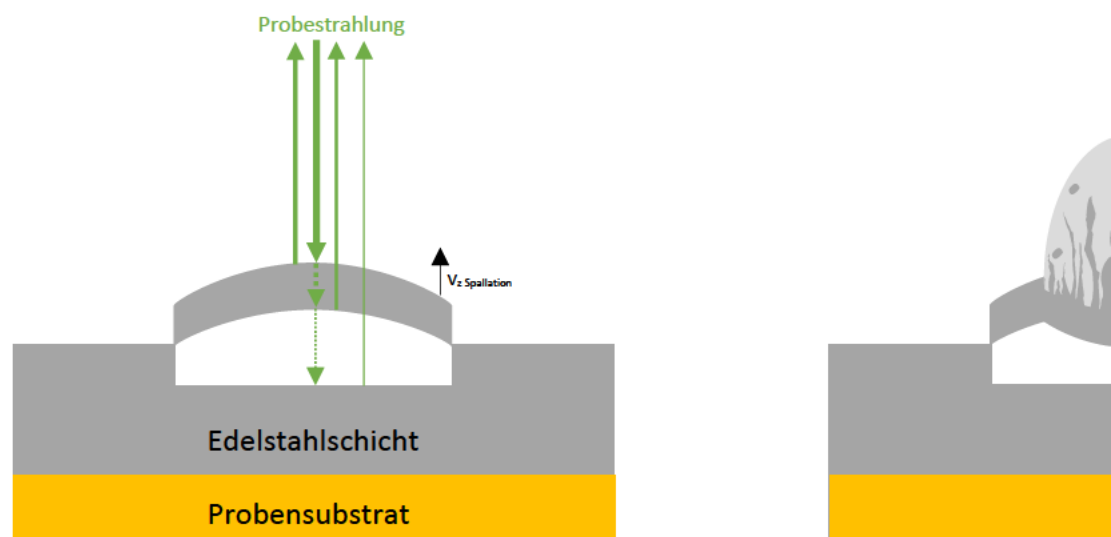 Probestrahlung
Vz Spallation
Edelstahlschicht
Probensubstrat